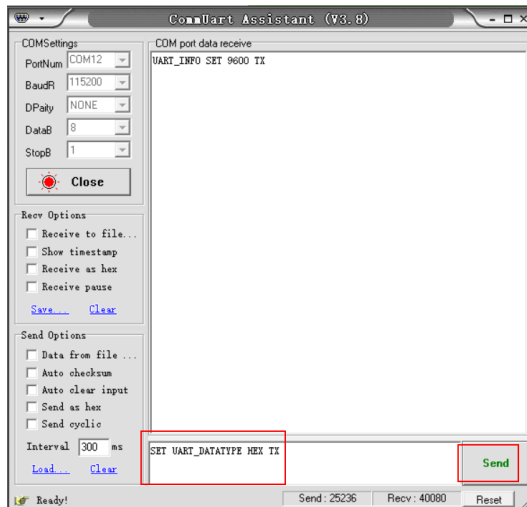 CommUart Assistant (V3.8)
COMSettings
PortNum COM12
BaudR 115200
DPaity NONE
DataB 8
StopB 1
Close
Recv Options
Receive to file...
Show timestamp
Receive as hex
Receive pause
Save... Clear
Send Options
Data from file ...
Auto checksum
Auto clear input
Send as hex
Send cyclic
Interval 300 ms
Load... Clear
COM port data receive
UART_INFO SET 9600 TX
SET UART_DATATYPE HEX TX
Send
Ready!
Send : 25236
Recv : 40080
Reset